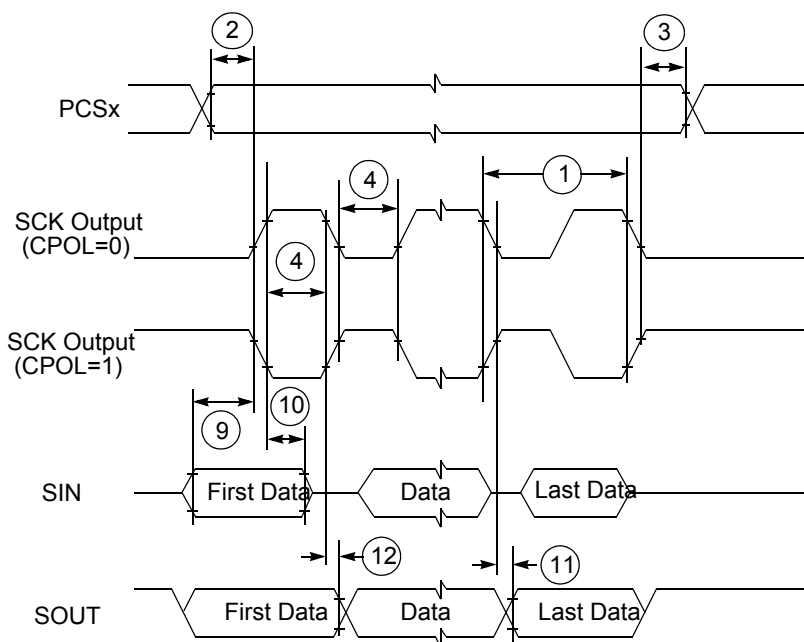 2
3
PCSx
4
1
SCK Output
(CPOL=0)
4
SCK Output
(CPOL=1)
10
9
SIN
First Data
Data
Last Data
12
11
SOUT
First Data
Data
Last Data